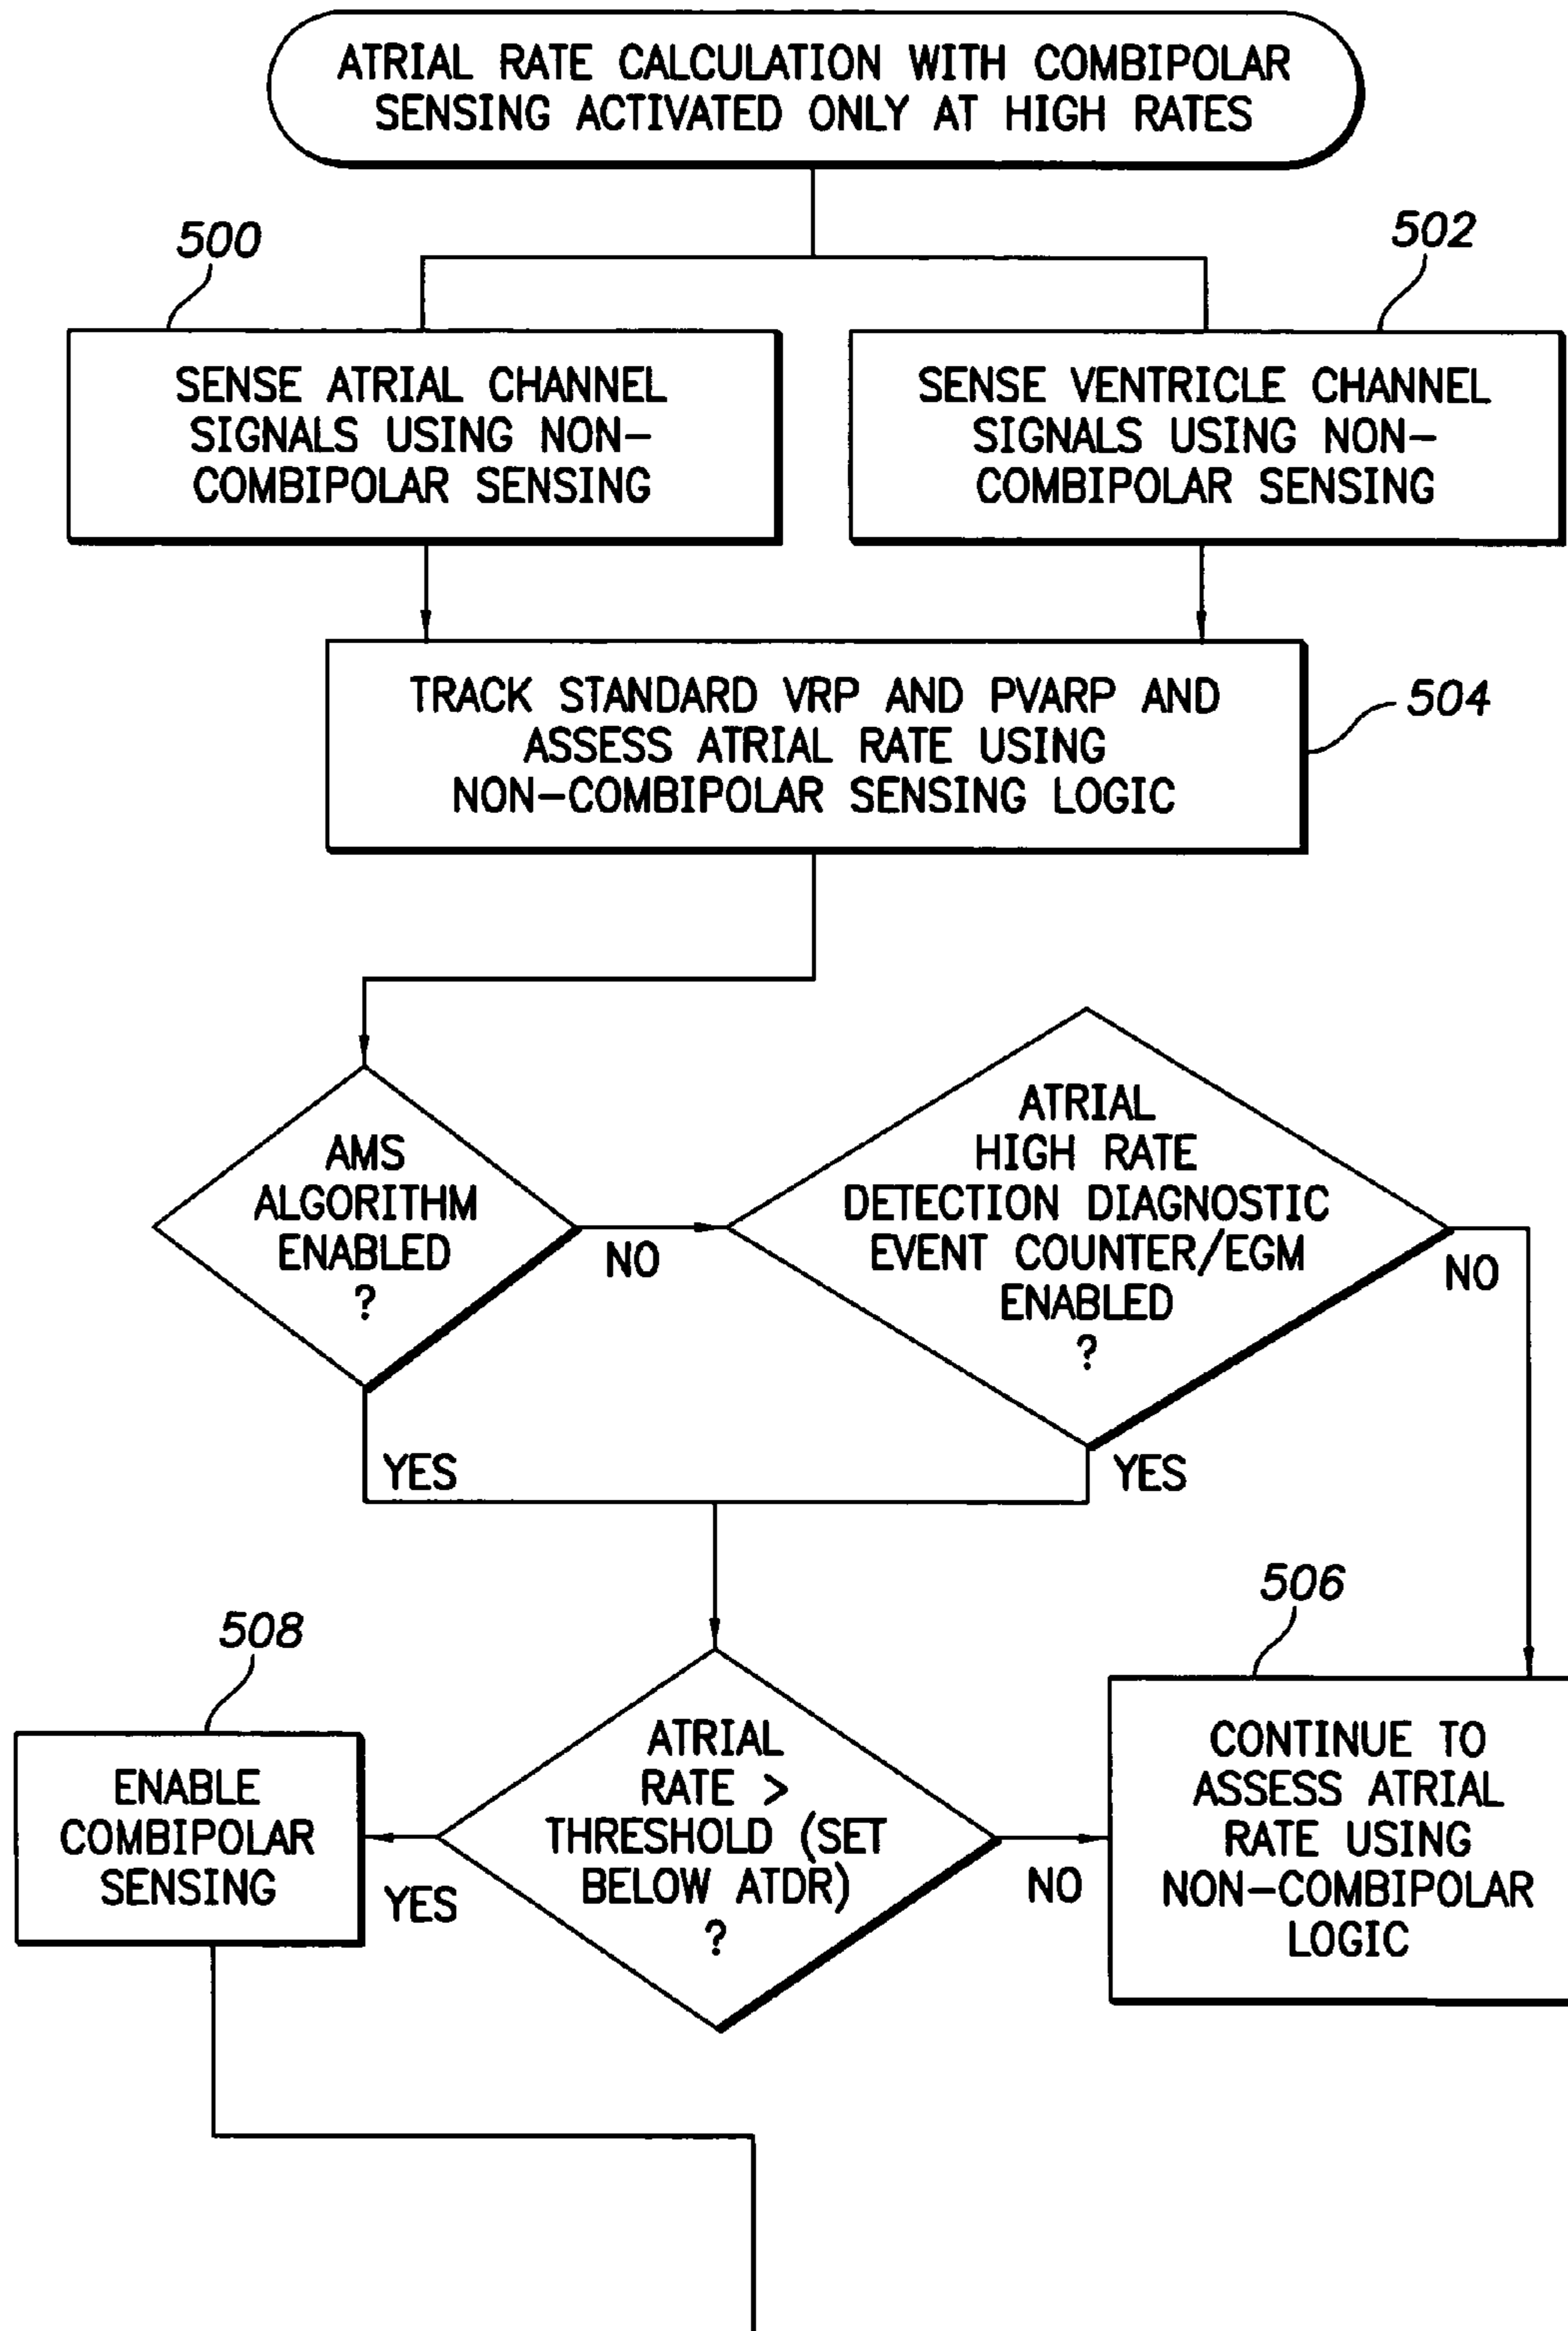 ATRIAL RATE CALCULATION WITH COMBIPOLAR
SENSING ACTIVATED ONLY AT HIGH RATES
500
502
SENSE ATRIAL CHANNEL
SIGNALS USING NON-
COMBIPOLAR SENSING
SENSE VENTRICLE CHANNEL
SIGNALS USING NON-
COMBIPOLAR SENSING
TRACK STANDARD VRP AND PVARP AND
ASSESS ATRIAL RATE USING
NON-COMBIPOLAR SENSING LOGIC
504
AMS
ALGORITHM
ENABLED
?
NO
YES
ATRIAL
HIGH RATE
DETECTION DIAGNOSTIC
EVENT COUNTER/EGM
ENABLED
?
NO
YES
508
ENABLE
COMBIPOLAR
SENSING
YES
ATRIAL
RATE >
THRESHOLD (SET
BELOW ATDR)
?
NO
506
CONTINUE TO
ASSESS ATRIAL
RATE USING
NON-COMBIPOLAR
LOGIC